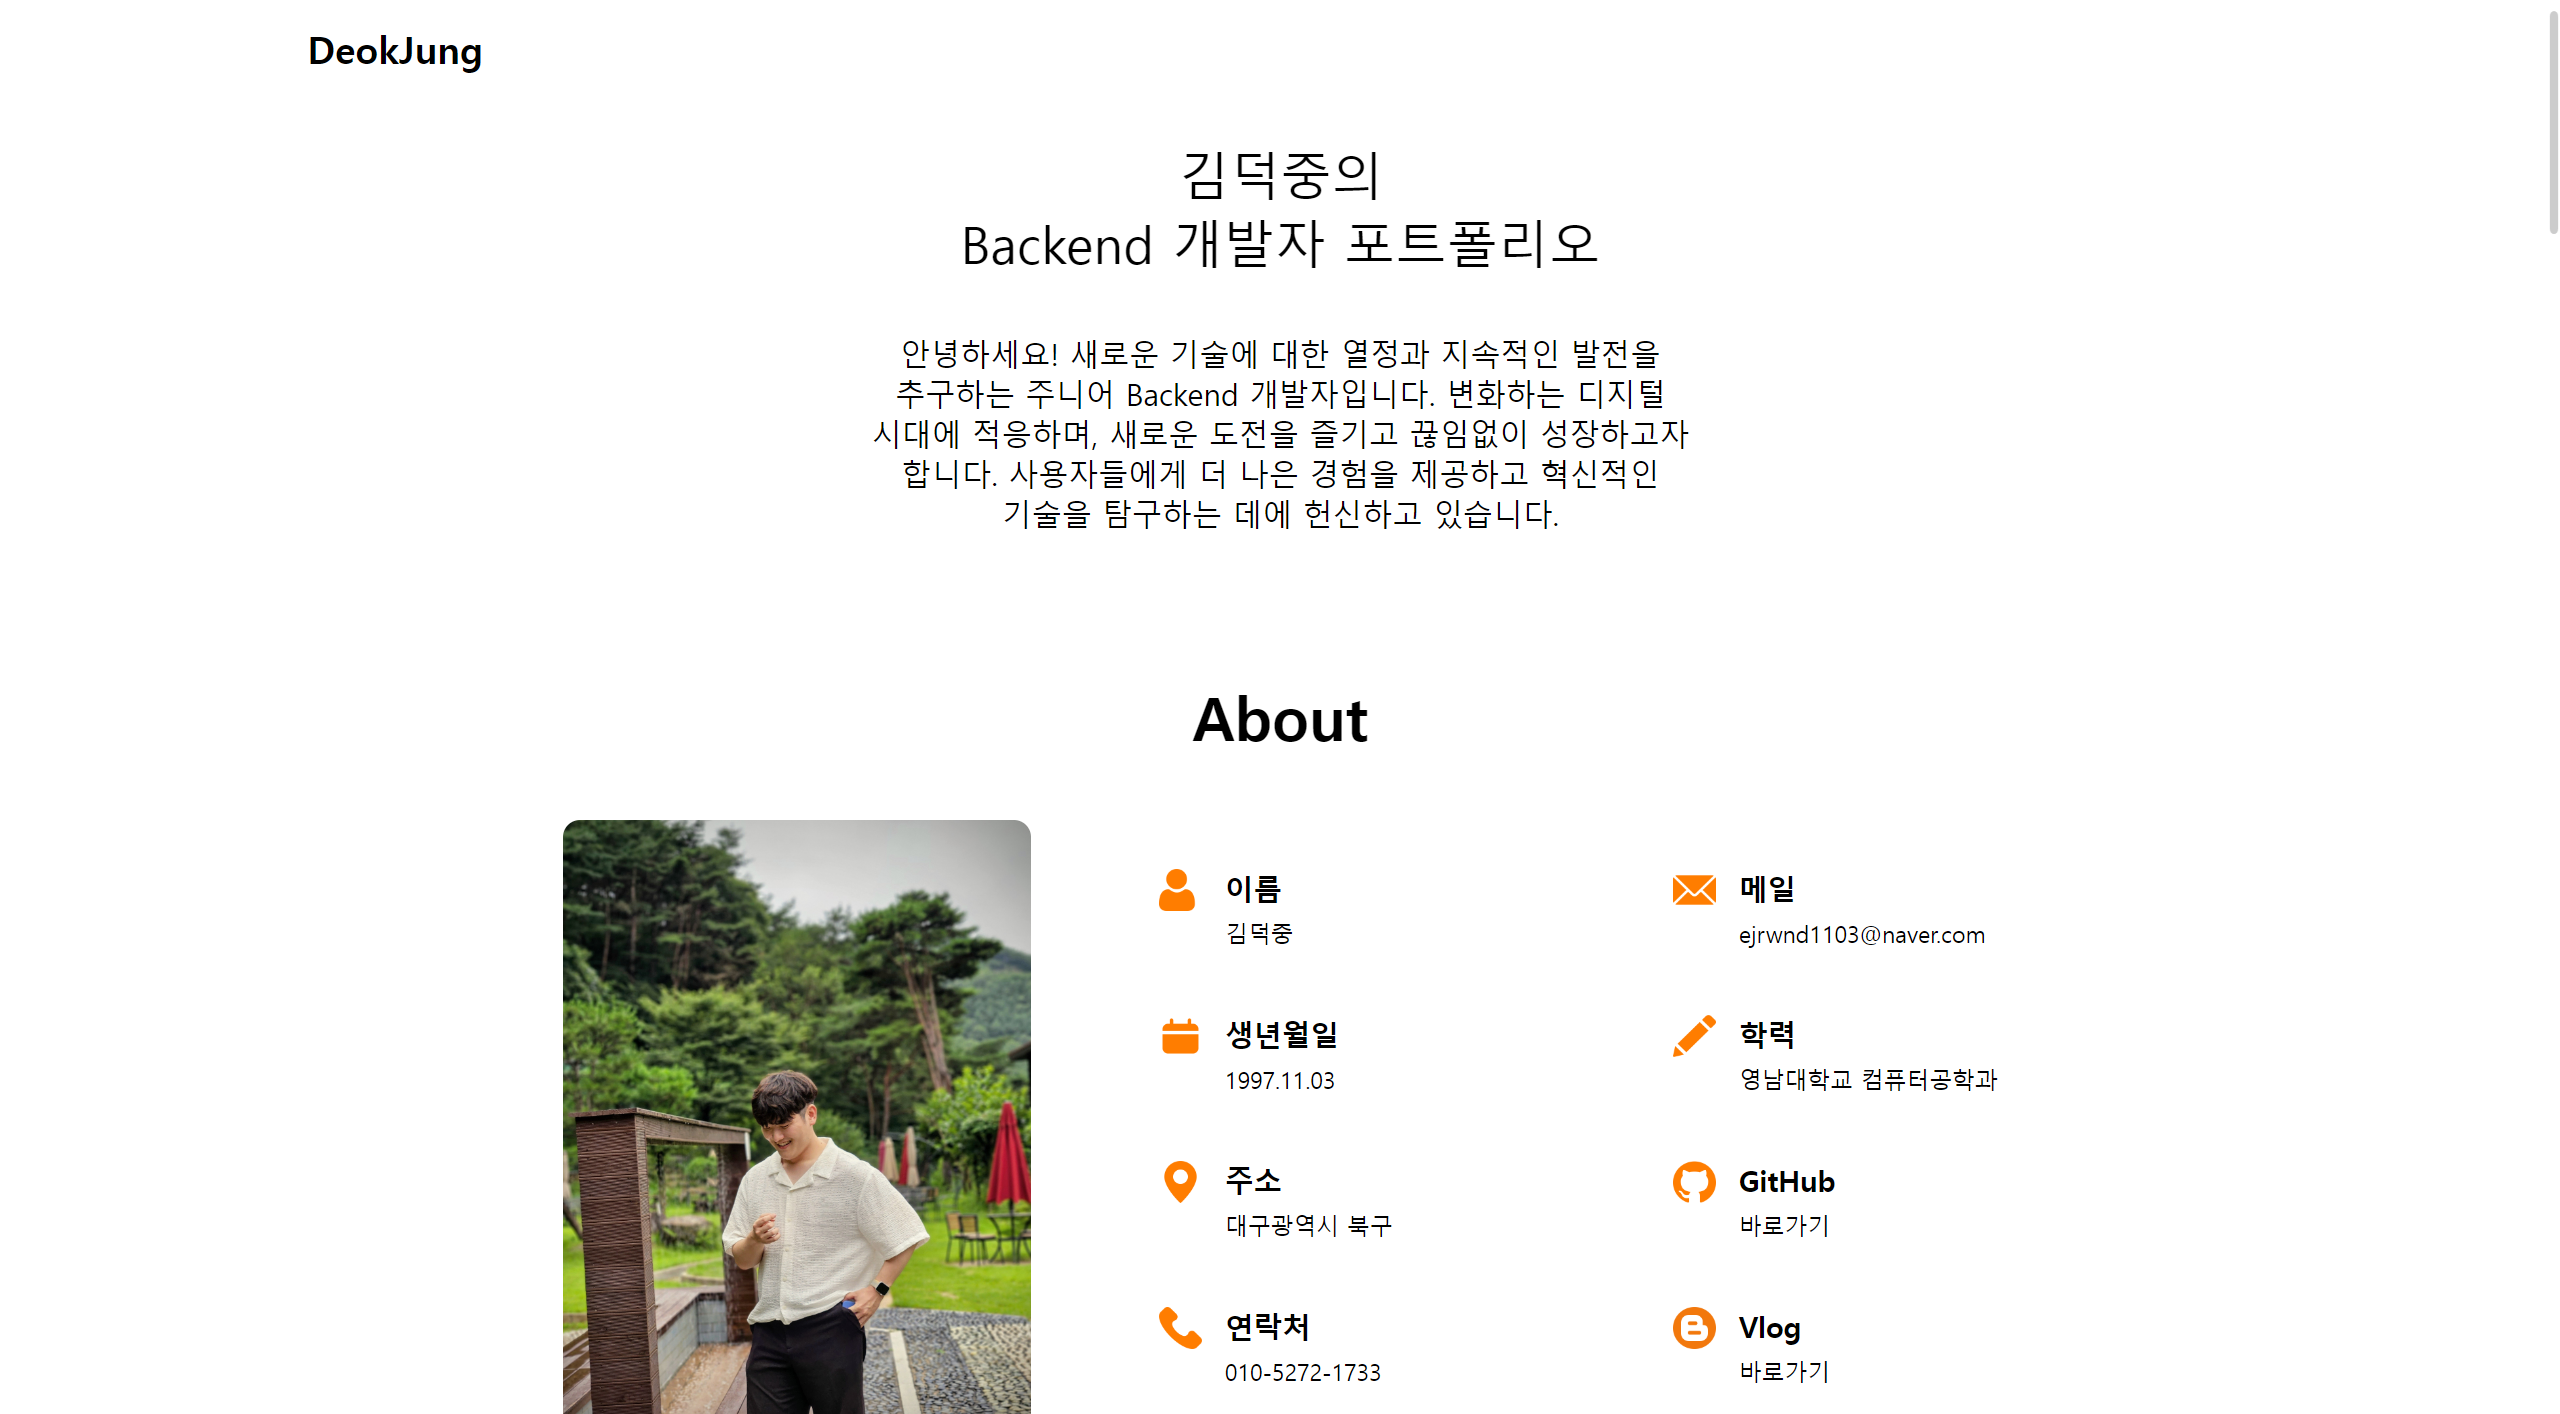 DeokJung
김덕중의
Backend 개발자 포트폴리오
안녕하세요! 새로운 기술에 대한 열정과 지속적인 발전을
추구하는 주니어 Backend 개발자입니다. 변화하는 디지털
시대에 적응하며, 새로운 도전을 즐기고 끊임없이 성장하고자
합니다. 사용자들에게 더 나은 경험을 제공하고 혁신적인
기술을 탐구하는 데에 헌신하고 있습니다.
About
이름
김덕중
메일
ejrwnd1103@naver.com
생년월일
1997.11.03
학력
영남대학교 컴퓨터공학과
주소
대구광역시 북구
GitHub
바로가기
연락처
010-5272-1733
Vlog
바로가기